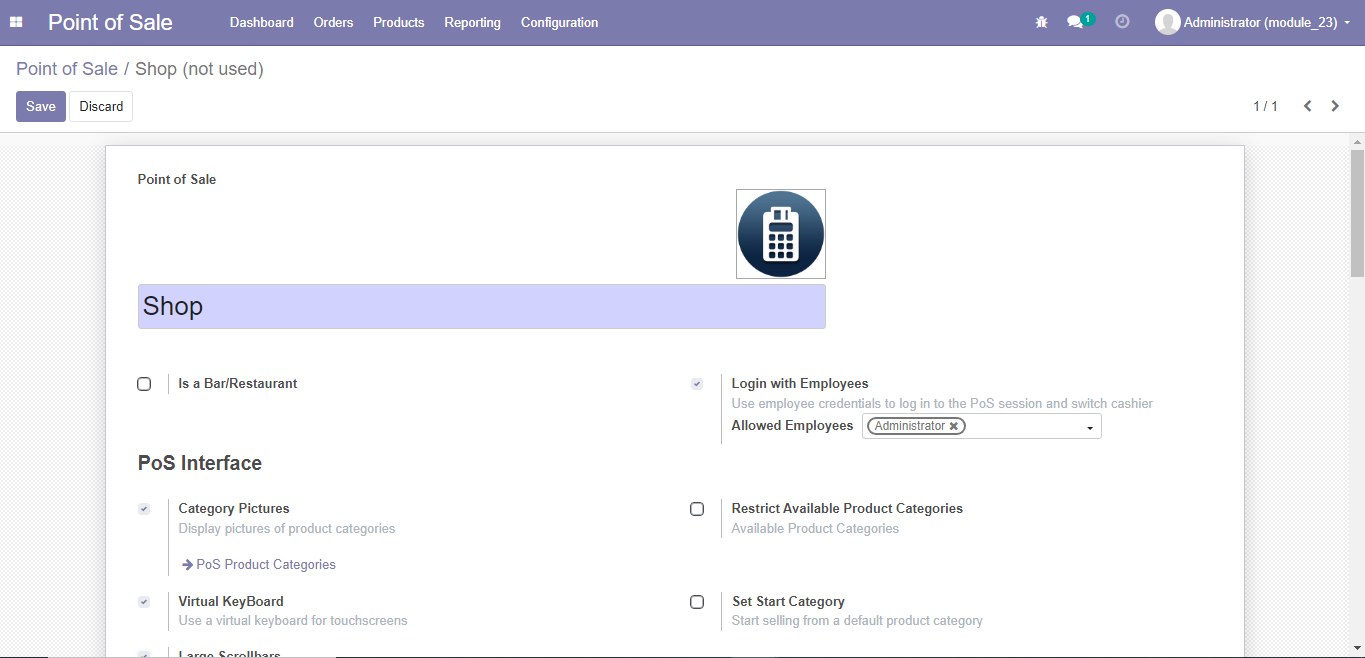 Point of Sale Dashboard Orders Products Reporting Configuration 1 Administrator (module_23)
Point of Sale / Shop (not used)
Save Discard 1 / 1
Point of Sale
Shop
Is a Bar/Restaurant
Login with Employees
Use employee credentials to log in to the PoS session and switch cashier
Allowed Employees Administrator ✖
PoS Interface
Category Pictures
Display pictures of product categories
PoS Product Categories
Restrict Available Product Categories
Available Product Categories
Virtual KeyBoard
Use a virtual keyboard for touchscreens
Set Start Category
Start selling from a default product category
Large Scrollbars